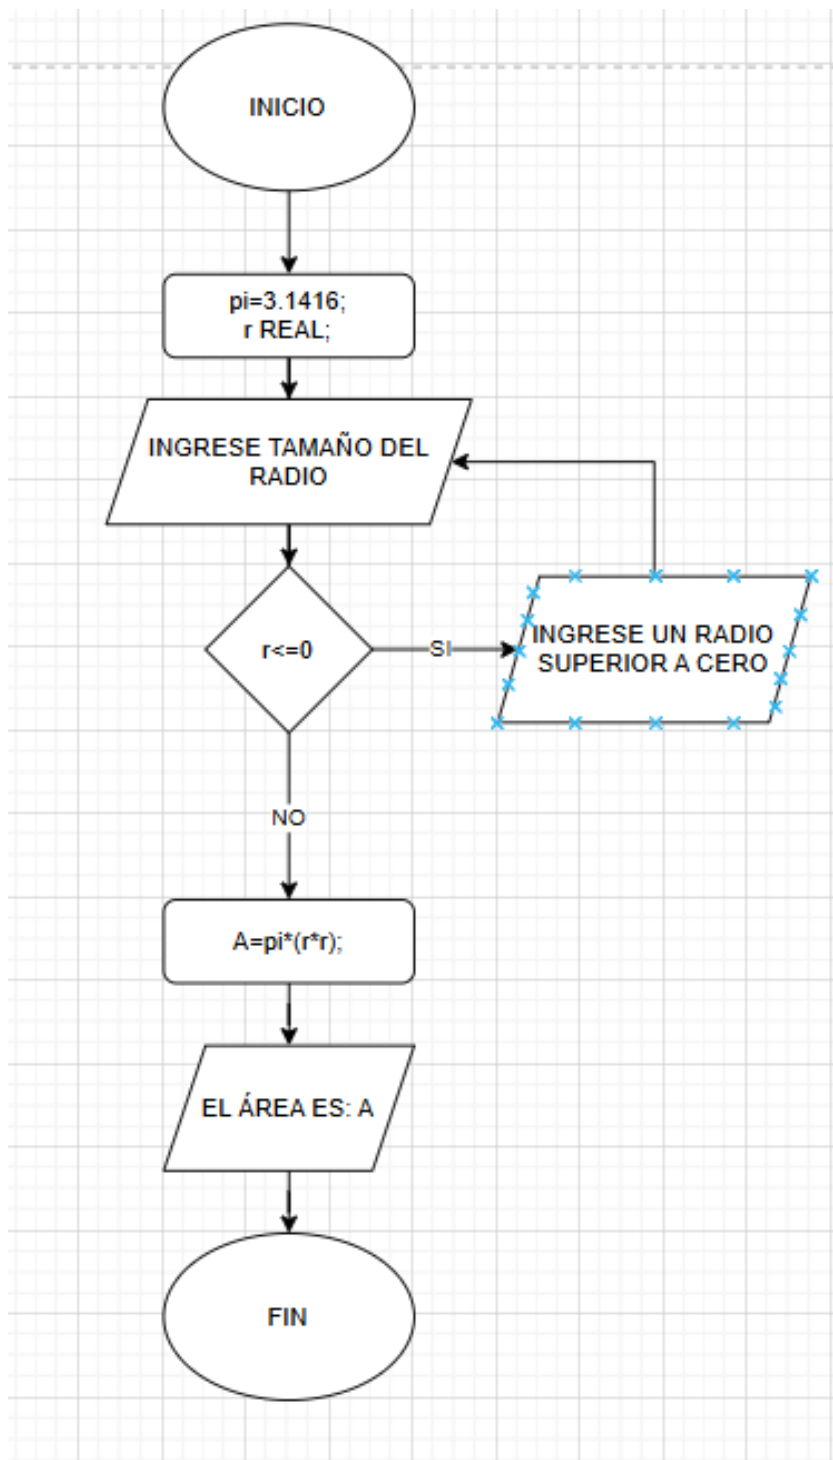 INICIO
pi=3.1416;
r REAL;
INGRESE TAMAÑO DEL
RADIO
r<=0
SI
INGRESE UN RADIO
SUPERIOR A CERO
NO
A=pi*(r*r);
EL ÁREA ES: A
FIN